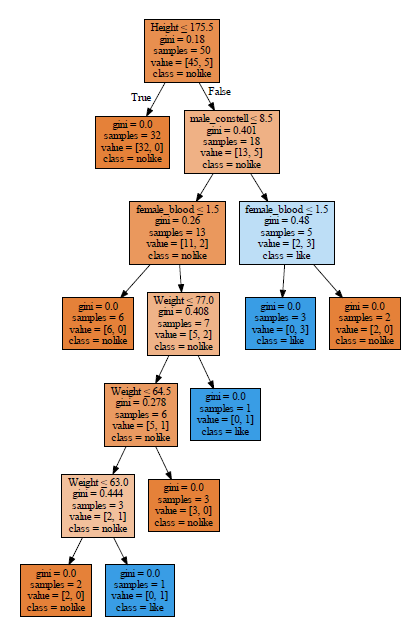 Height ≤ 175.5
gini = 0.18
samples = 50
value = [45, 5]
class = nolike
True
False
gini = 0.0
samples = 32
value = [32, 0]
class = nolike
male_constell ≤ 8.5
gini = 0.401
samples = 18
value = [13, 5]
class = nolike
female_blood ≤ 1.5
gini = 0.26
samples = 13
value = [11, 2]
class = nolike
female_blood ≤ 1.5
gini = 0.48
samples = 5
value = [2, 3]
class = like
gini = 0.0
samples = 6
value = [6, 0]
class = nolike
Weight ≤ 77.0
gini = 0.408
samples = 7
value = [5, 2]
class = nolike
gini = 0.0
samples = 3
value = [0, 3]
class = like
gini = 0.0
samples = 2
value = [2, 0]
class = nolike
Weight ≤ 64.5
gini = 0.278
samples = 6
value = [5, 1]
class = nolike
gini = 0.0
samples = 1
value = [0, 1]
class = like
Weight ≤ 63.0
gini = 0.444
samples = 3
value = [2, 1]
class = nolike
gini = 0.0
samples = 3
value = [3, 0]
class = nolike
gini = 0.0
samples = 2
value = [2, 0]
class = nolike
gini = 0.0
samples = 1
value = [0, 1]
class = like